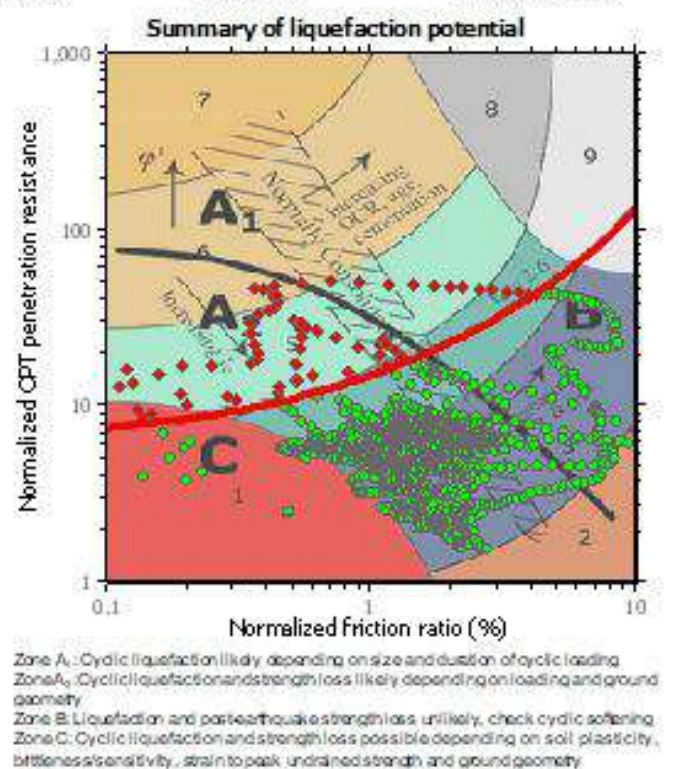 Summary of liquefaction potential
Normalized CPT penetration resistance
1,000
100
10
1
7
8
9
φ'
A₁
Normally Con
increasing
OCR, age,
cementation
6
A
2.6
B
5
C
1
2
0.1
1
10
Normalized friction ratio (%)
Zone A₁: Cyclic liquefaction likely depending on size and duration of cyclic loading
Zone A₂: Cyclic liquefaction and strength loss likely depending on loading and ground
geometry
Zone B: Liquefaction and post-earthquake strength loss unlikely, check cyclic softening
Zone C: Cyclic liquefaction and strength loss possible depending on soil plasticity,
brittleness/sensitivity, strain to peak undrained strength and ground geometry